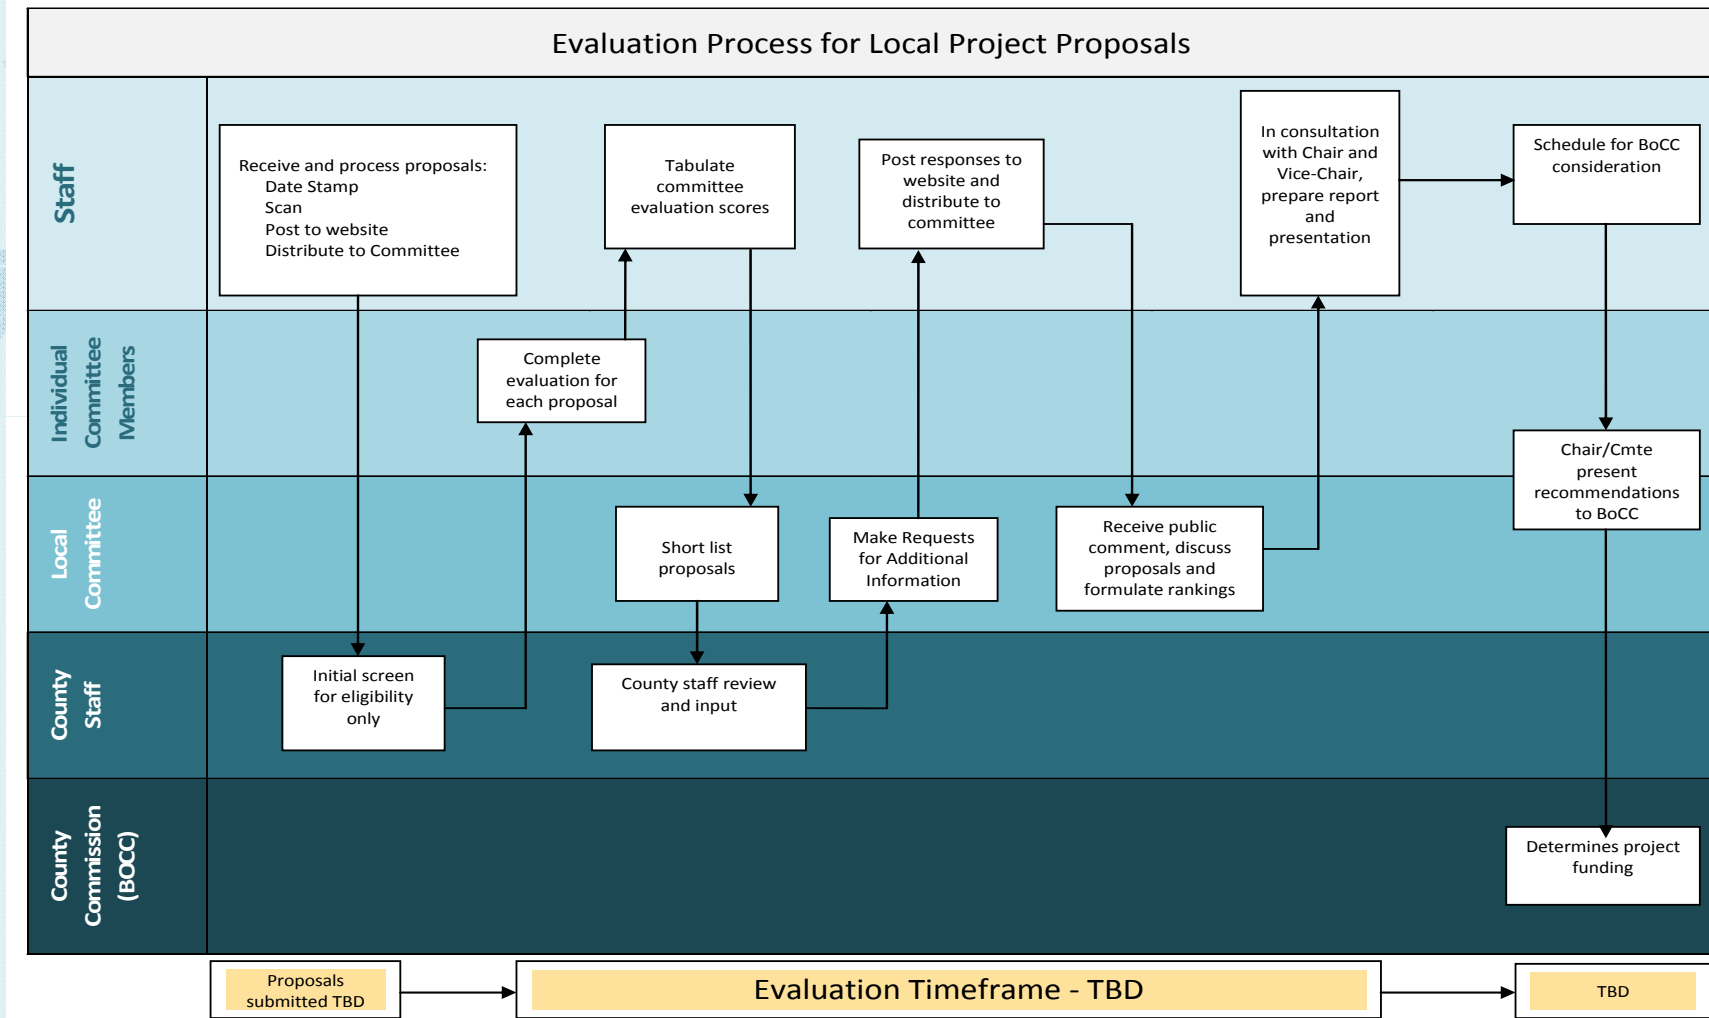 Evaluation Process for Local Project Proposals
Staff
Receive and process proposals:
Date Stamp
Scan
Post to website
Distribute to Committee
Tabulate
committee
evaluation scores
Post responses to
website and
distribute to
committee
In consultation
with Chair and
Vice-Chair,
prepare report
and
presentation
Schedule for BoCC
consideration
Individual
Committee
Members
Complete
evaluation for
each proposal
Chair/Cmte
present
recommendations
to BoCC
Local
Committee
Short list
proposals
Make Requests
for Additional
Information
Receive public
comment, discuss
proposals and
formulate rankings
County
Staff
Initial screen
for eligibility
only
County staff review
and input
County
Commission
(BOCC)
Determines project
funding
Proposals
submitted TBD
Evaluation Timeframe - TBD
TBD